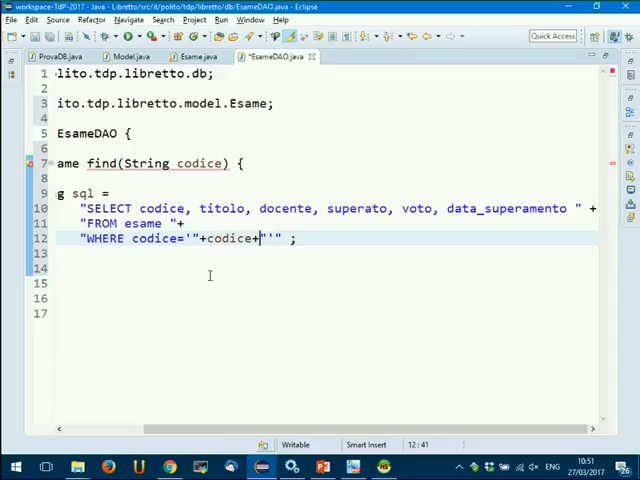 workspace-TdP-2017 - Java - Libretto/src/it/polito/tdp/libretto/db/EsameDAO.java - Eclipse
File Edit Source Refactor Navigate Search Project Run Window Help
Quick Access
ProvaDB.java Model.java Esame.java *EsameDAO.java
1 lito.tdp.libretto.db;
2
3 ito.tdp.libretto.model.Esame;
4
5 EsameDAO {
6
7 ame find(String codice) {
8
9 g sql =
10 "SELECT codice, titolo, docente, superato, voto, data_superamento " +
11 "FROM esame "+
12 "WHERE codice='"+codice+"'" ;
13
14
15
16
17
Writable Smart Insert 12 : 41
10:51
27/03/2017
26